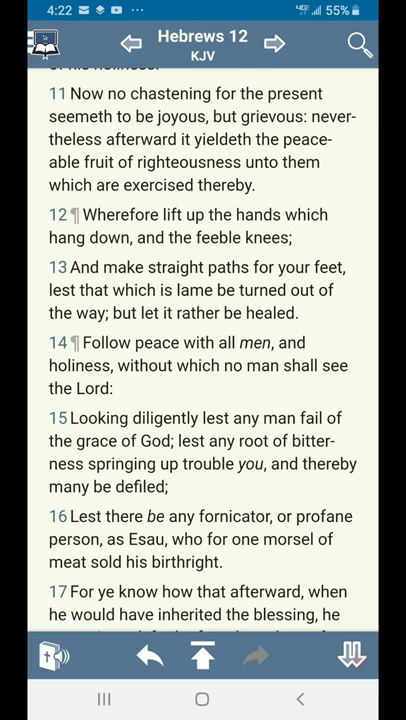 4:22 55%
Hebrews 12
KJV
of his holiness.
11 Now no chastening for the present
seemeth to be joyous, but grievous: never-
theless afterward it yieldeth the peace-
able fruit of righteousness unto them
which are exercised thereby.
12 ¶ Wherefore lift up the hands which
hang down, and the feeble knees;
13 And make straight paths for your feet,
lest that which is lame be turned out of
the way; but let it rather be healed.
14 ¶ Follow peace with all men, and
holiness, without which no man shall see
the Lord:
15 Looking diligently lest any man fail of
the grace of God; lest any root of bitter-
ness springing up trouble you, and thereby
many be defiled;
16 Lest there be any fornicator, or profane
person, as Esau, who for one morsel of
meat sold his birthright.
17 For ye know how that afterward, when
he would have inherited the blessing, he